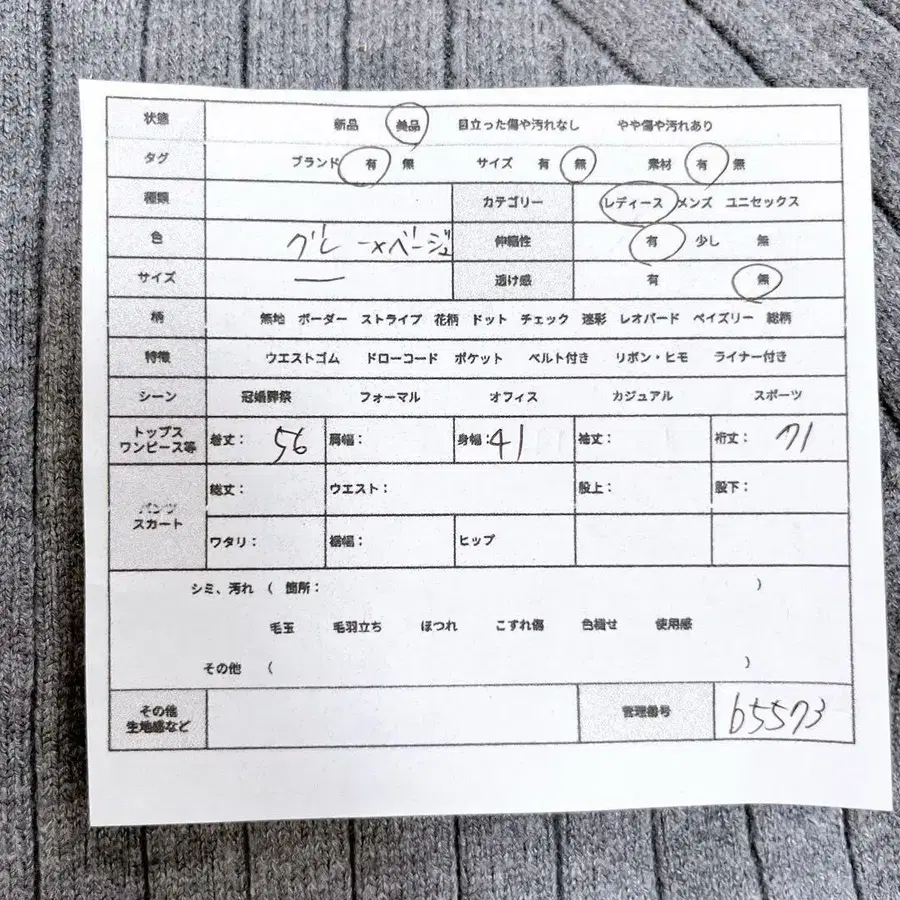 状態 新品 美品 目立った傷や汚れなし やや傷や汚れあり
タグ ブランド 有 無 サイズ 有 無 素材 有 無
種類 カテゴリー レディース メンズ ユニセックス
色 グレー×ベージュ 伸縮性 有 少し 無
サイズ — 透け感 有 無
柄 無地 ボーダー ストライプ 花柄 ドット チェック 迷彩 レオパード ペイズリー 総柄
特徴 ウエストゴム ドローコード ポケット ベルト付き リボン・ヒモ ライナー付き
シーン 冠婚葬祭 フォーマル オフィス カジュアル スポーツ
トップス
ワンピース等 着丈: 56 肩幅: 身幅: 41 袖丈: 裄丈: 71
パンツ
スカート 総丈: ウエスト: 股上: 股下:
ワタリ: 裾幅: ヒップ
シミ、汚れ ( 箇所: )
毛玉 毛羽立ち ほつれ こすれ傷 色褪せ 使用感
その他 ( )
その他
生地感など 管理番号 b5573